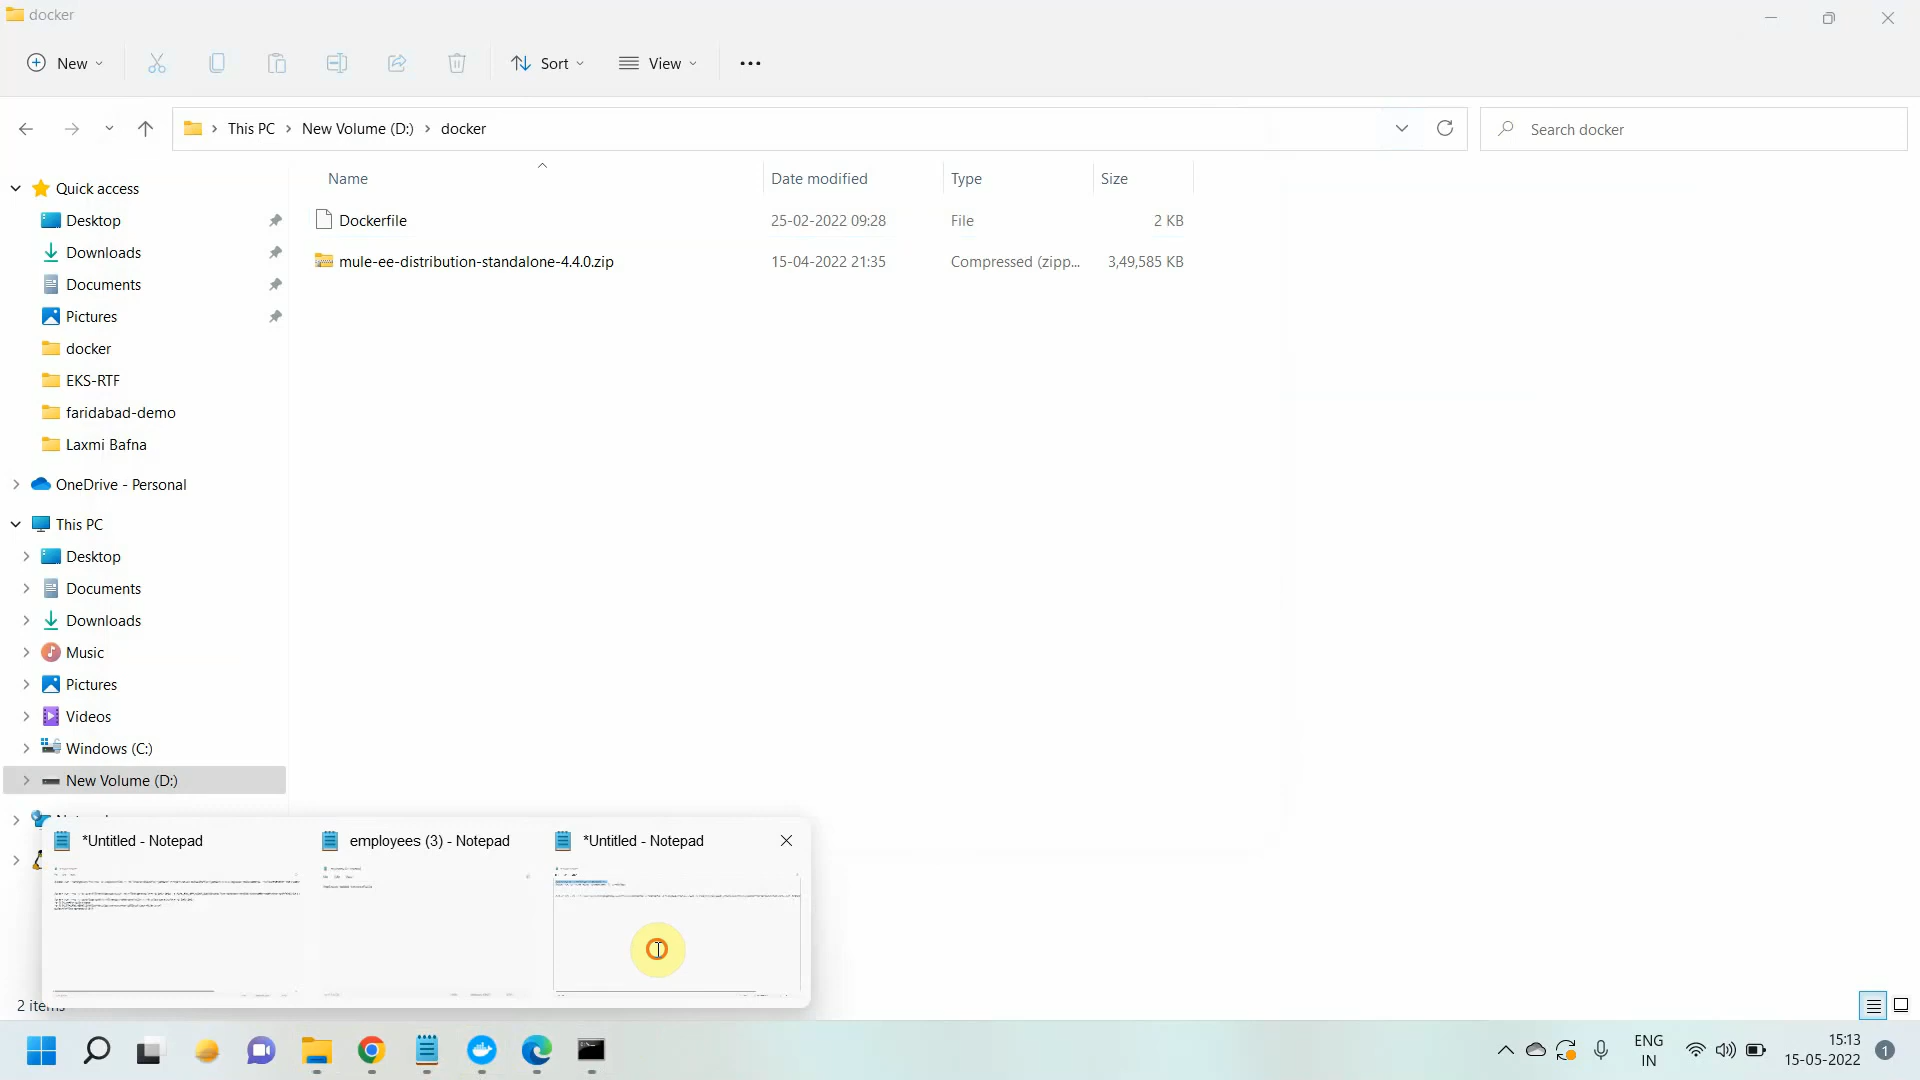 docker
New
Sort
View
This PC
New Volume (D:)
docker
Search docker
Name
Date modified
Type
Size
Quick access
Desktop
Downloads
Documents
Pictures
docker
EKS-RTF
faridabad-demo
Laxmi Bafna
OneDrive - Personal
This PC
Desktop
Documents
Downloads
Music
Pictures
Videos
Windows (C:)
New Volume (D:)
Dockerfile
25-02-2022 09:28
File
2 KB
mule-ee-distribution-standalone-4.4.0.zip
15-04-2022 21:35
Compressed (zipp...
3,49,585 KB
*Untitled - Notepad
employees (3) - Notepad
*Untitled - Notepad
2 items
ENG
IN
15:13
15-05-2022
1